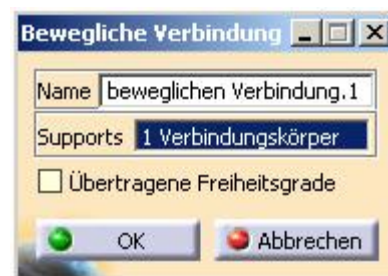 Bewegliche Verbindung
Name beweglichen Verbindung.1
Supports 1 Verbindungskörper
Übertragene Freiheitsgrade
OK Abbrechen